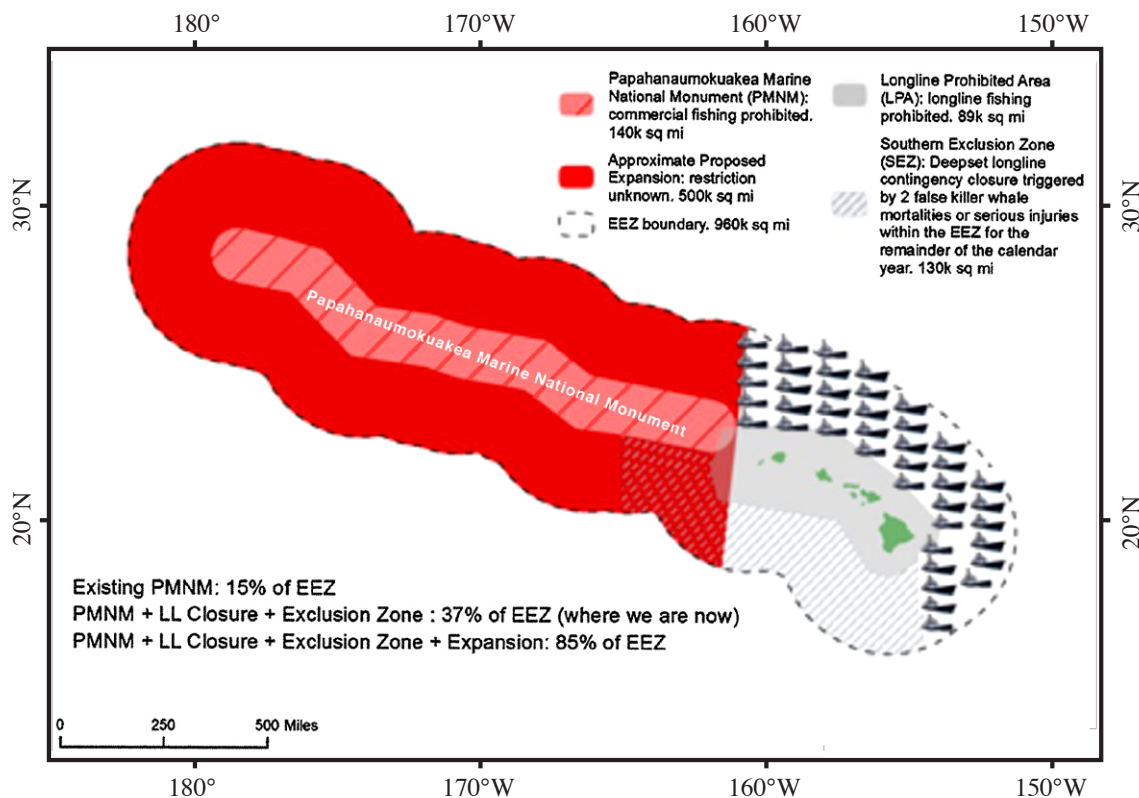 180°
170°W
160°W
150°W
Papahanaumokuakea Marine
National Monument (PMNM):
commercial fishing prohibited.
140k sq mi
Approximate Proposed
Expansion: restriction
unknown. 500k sq mi
EEZ boundary. 960k sq mi
Longline Prohibited Area
(LPA): longline fishing
prohibited. 89k sq mi
Southern Exclusion Zone
(SEZ): Deepset longline
contingency closure triggered
by 2 false killer whale
mortalities or serious injuries
within the EEZ for the
remainder of the calendar
year. 130k sq mi
30°N
30°N
Papahanaumokuakea Marine National Monument
20°N
20°N
Existing PMNM: 15% of EEZ
PMNM + LL Closure + Exclusion Zone : 37% of EEZ (where we are now)
PMNM + LL Closure + Exclusion Zone + Expansion: 85% of EEZ
0 250 500 Miles
180°
170°W
160°W
150°W